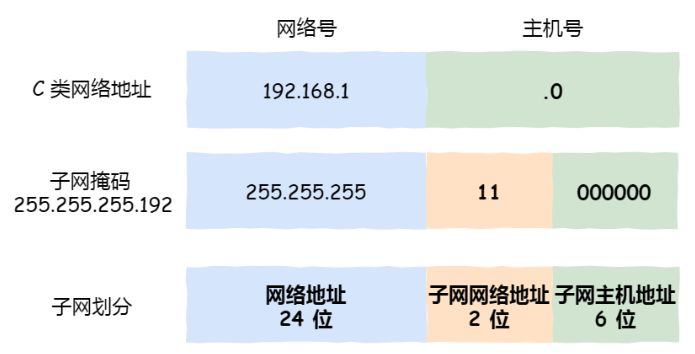 网络号 主机号
C 类网络地址 192.168.1 .0
子网掩码
255.255.255.192 255.255.255 11 000000
子网划分 网络地址 子网网络地址 子网主机地址
24 位 2 位 6 位